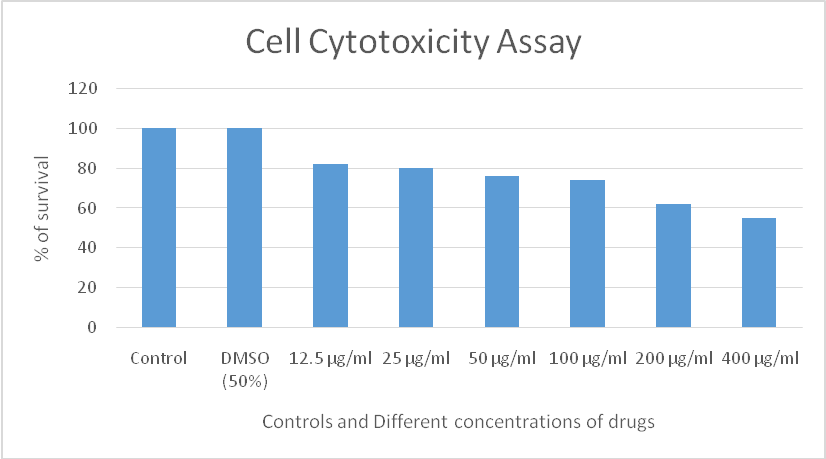 Cell Cytotoxicity Assay
120
100
80
60
40
20
0
% of survival
Control
DMSO
(50%)
12.5 µg/ml
25 µg/ml
50 µg/ml
100 µg/ml
200 µg/ml
400 µg/ml
Controls and Different concentrations of drugs